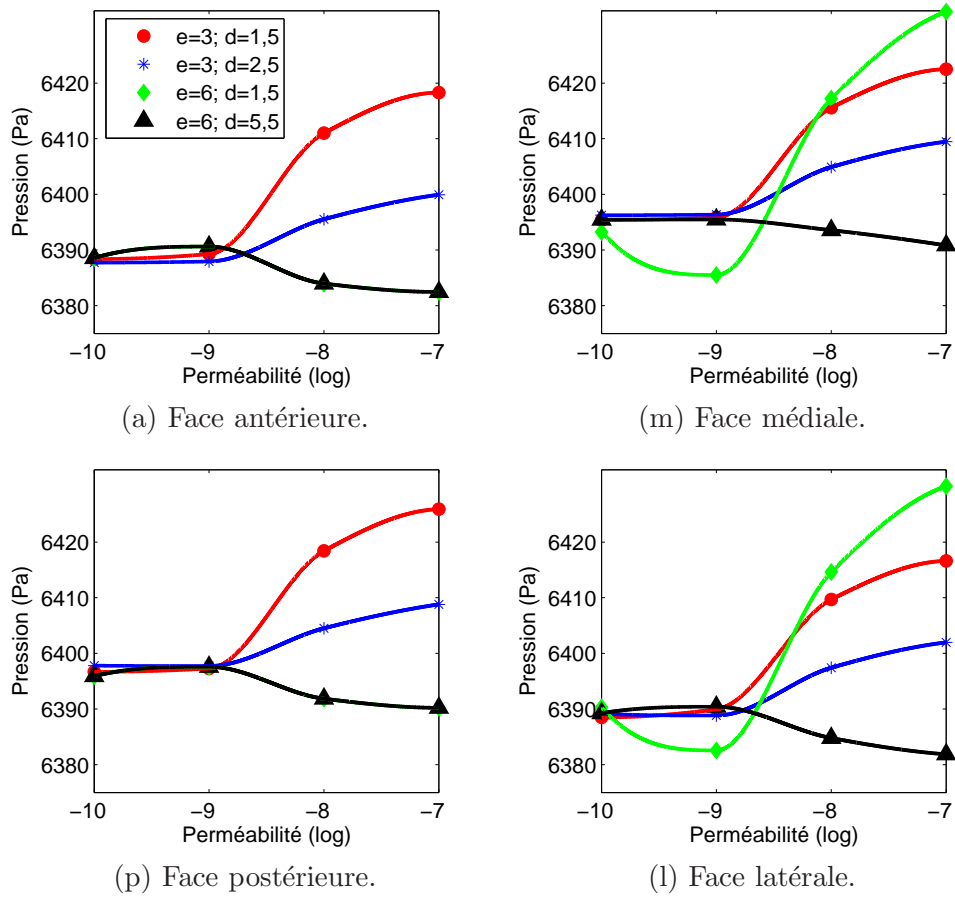 e=3; d=1,5
e=3; d=2,5
e=6; d=1,5
e=6; d=5,5
Pression (Pa)
6420
6410
6400
6390
6380
−10
−9
−8
−7
Perméabilité (log)
(a) Face antérieure.
Pression (Pa)
6420
6410
6400
6390
6380
−10
−9
−8
−7
Perméabilité (log)
(m) Face médiale.
Pression (Pa)
6420
6410
6400
6390
6380
−10
−9
−8
−7
Perméabilité (log)
(p) Face postérieure.
Pression (Pa)
6420
6410
6400
6390
6380
−10
−9
−8
−7
Perméabilité (log)
(l) Face latérale.